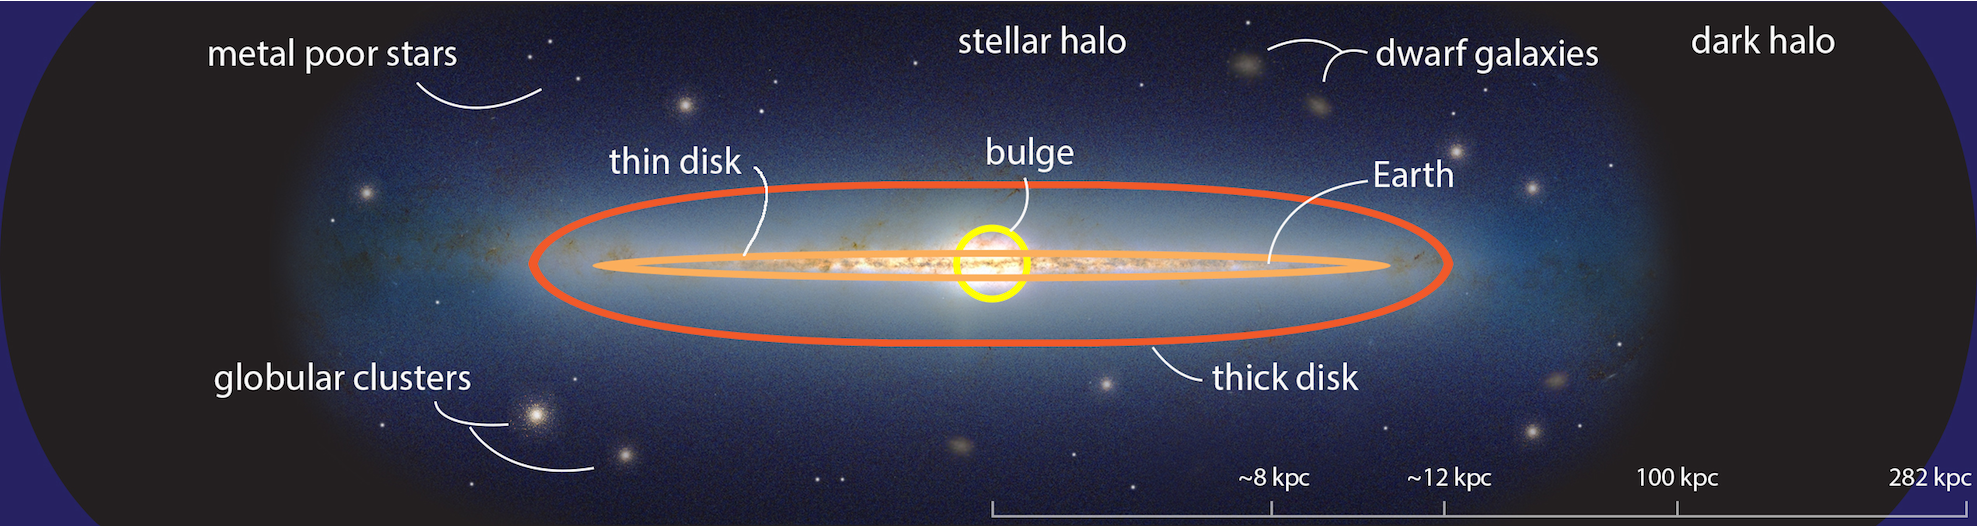 metal poor stars
stellar halo
dwarf galaxies
dark halo
thin disk
bulge
Earth
globular clusters
thick disk
~8 kpc
~12 kpc
100 kpc
282 kpc